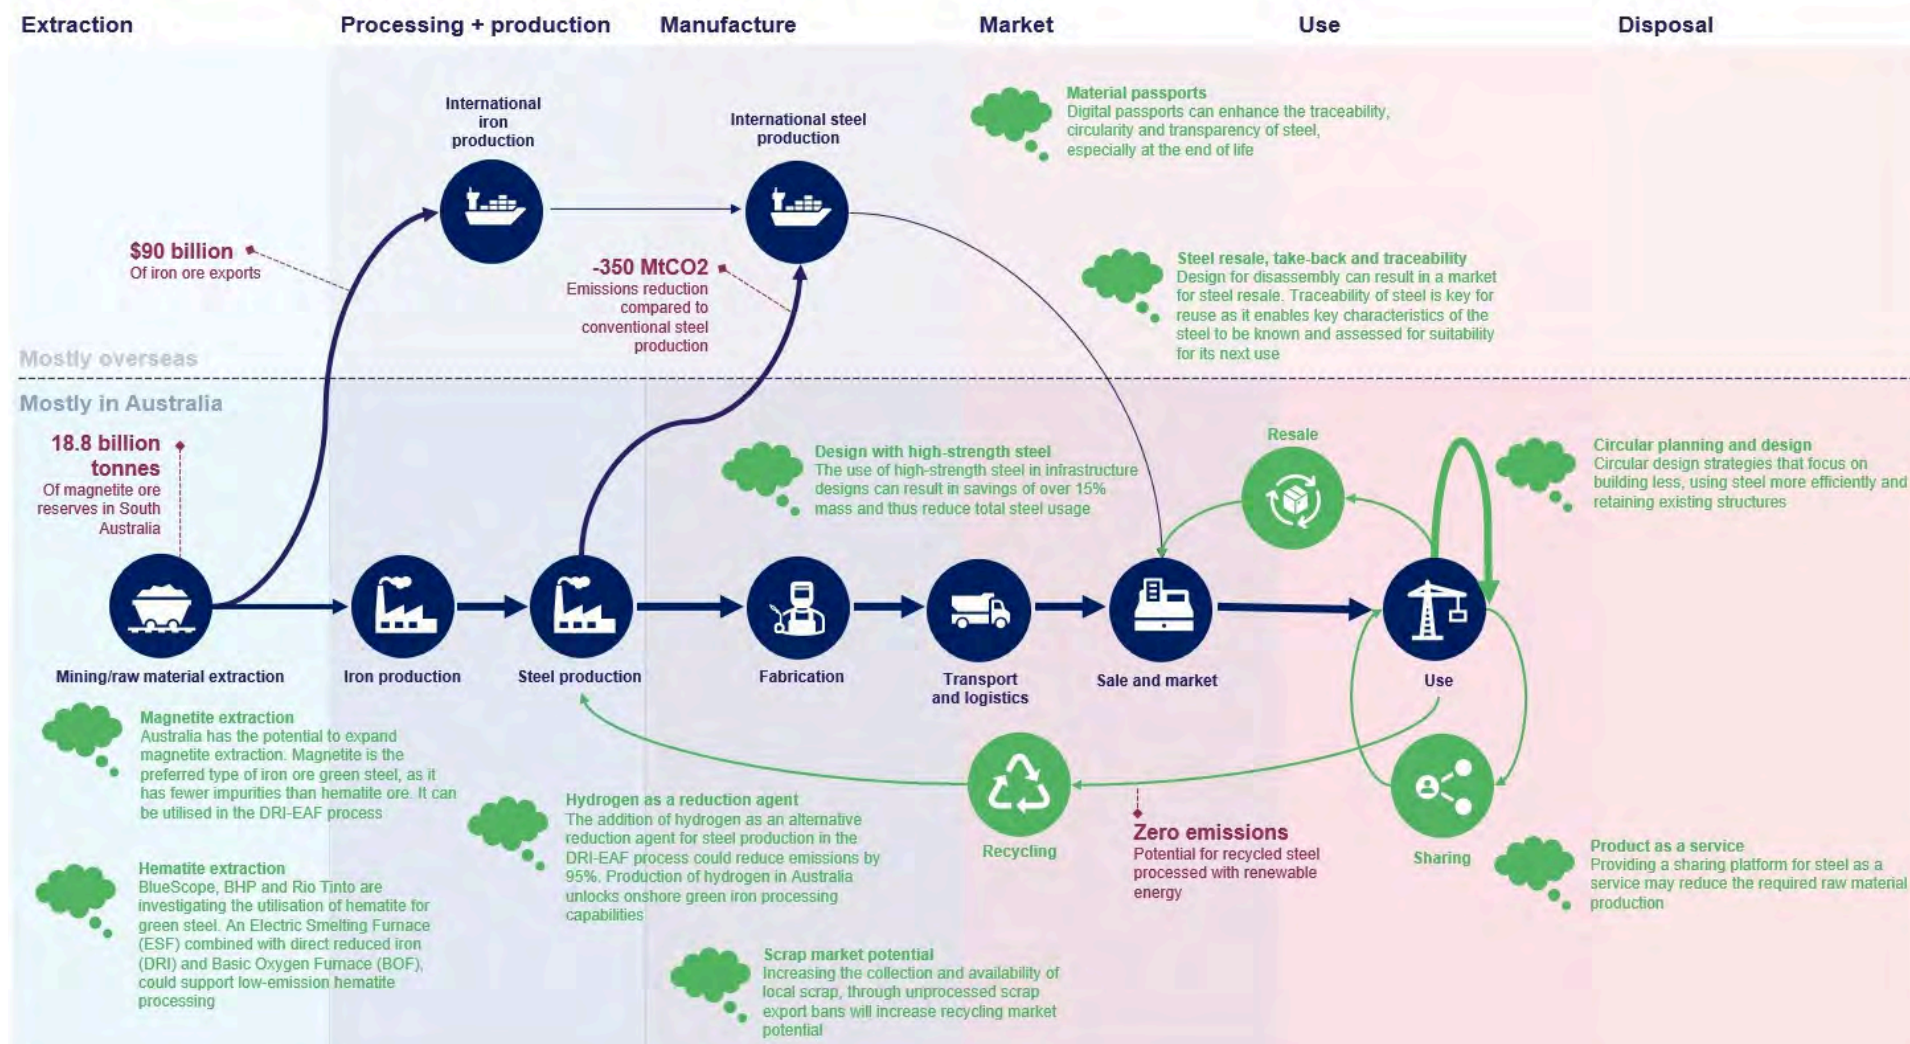 Extraction
Processing + production
Manufacture
Market
Use
Disposal
International
iron
production
International steel
production
Material passports
Digital passports can enhance the traceability,
circularity and transparency of steel,
especially at the end of life
$90 billion
Of iron ore exports
-350 MtCO2
Emissions reduction
compared to
conventional steel
production
Steel resale, take-back and traceability
Design for disassembly can result in a market
for steel resale. Traceability of steel is key for
reuse as it enables key characteristics of the
steel to be known and assessed for suitability
for its next use
Mostly overseas
Mostly in Australia
18.8 billion
tonnes
Of magnetite ore
reserves in South
Australia
Design with high-strength steel
The use of high-strength steel in infrastructure
designs can result in savings of over 15%
mass and thus reduce total steel usage
Resale
Circular planning and design
Circular design strategies that focus on
building less, using steel more efficiently and
retaining existing structures
Mining/raw material extraction
Iron production
Steel production
Fabrication
Transport
and logistics
Sale and market
Use
Magnetite extraction
Australia has the potential to expand
magnetite extraction. Magnetite is the
preferred type of iron ore green steel, as it
has fewer impurities than hematite ore. It can
be utilised in the DRI-EAF process
Hydrogen as a reduction agent
The addition of hydrogen as an alternative
reduction agent for steel production in the
DRI-EAF process could reduce emissions by
95%. Production of hydrogen in Australia
unlocks onshore green iron processing
capabilities
Recycling
Zero emissions
Potential for recycled steel
processed with renewable
energy
Sharing
Product as a service
Providing a sharing platform for steel as a
service may reduce the required raw material
production
Hematite extraction
BlueScope, BHP and Rio Tinto are
investigating the utilisation of hematite for
green steel. An Electric Smelting Furnace
(ESF) combined with direct reduced iron
(DRI) and Basic Oxygen Furnace (BOF),
could support low-emission hematite
processing
Scrap market potential
Increasing the collection and availability of
local scrap, through unprocessed scrap
export bans will increase recycling market
potential